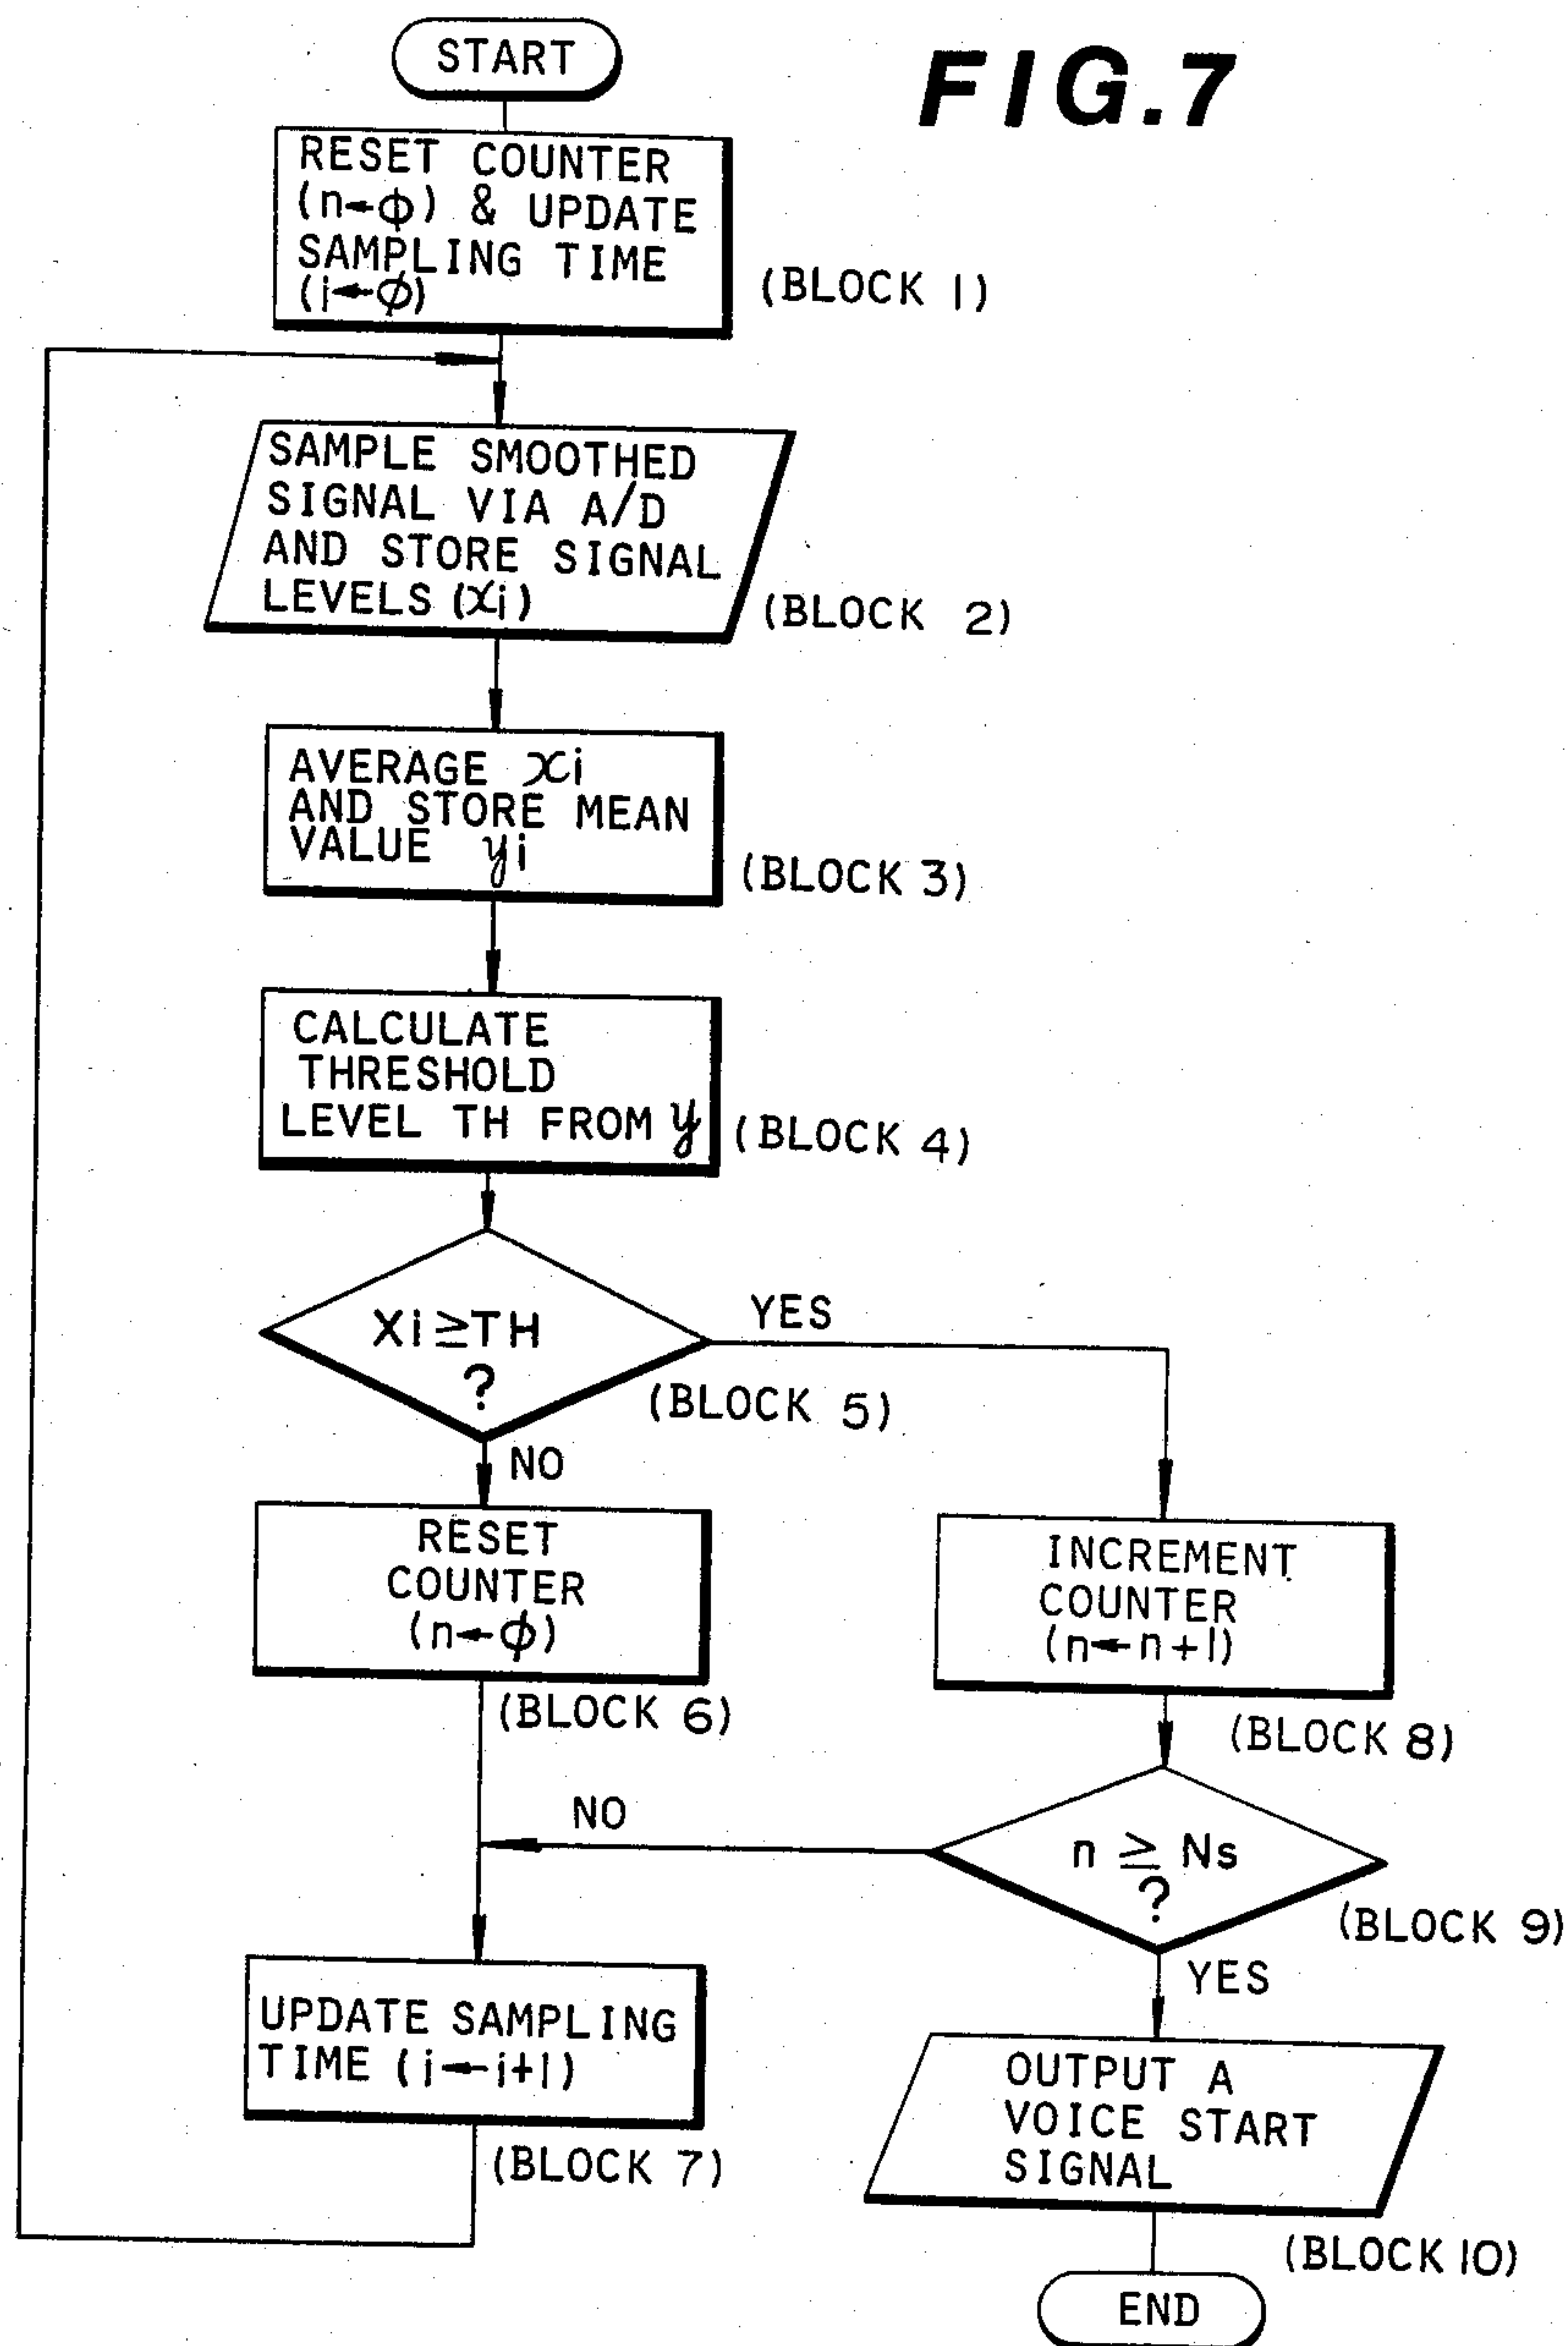 FIG.7
START
RESET COUNTER
(n←ϕ) & UPDATE
SAMPLING TIME
(i←ϕ)
(BLOCK 1)
SAMPLE SMOOTHED
SIGNAL VIA A/D
AND STORE SIGNAL
LEVELS (xi)
(BLOCK 2)
AVERAGE xi
AND STORE MEAN
VALUE yi
(BLOCK 3)
CALCULATE
THRESHOLD
LEVEL TH FROM y
(BLOCK 4)
Xi≥TH
?
YES
(BLOCK 5)
NO
RESET
COUNTER
(n←ϕ)
(BLOCK 6)
INCREMENT
COUNTER
(n←n+1)
(BLOCK 8)
NO
n ≥ Ns
?
(BLOCK 9)
YES
UPDATE SAMPLING
TIME (i←i+1)
(BLOCK 7)
OUTPUT A
VOICE START
SIGNAL
(BLOCK 10)
END